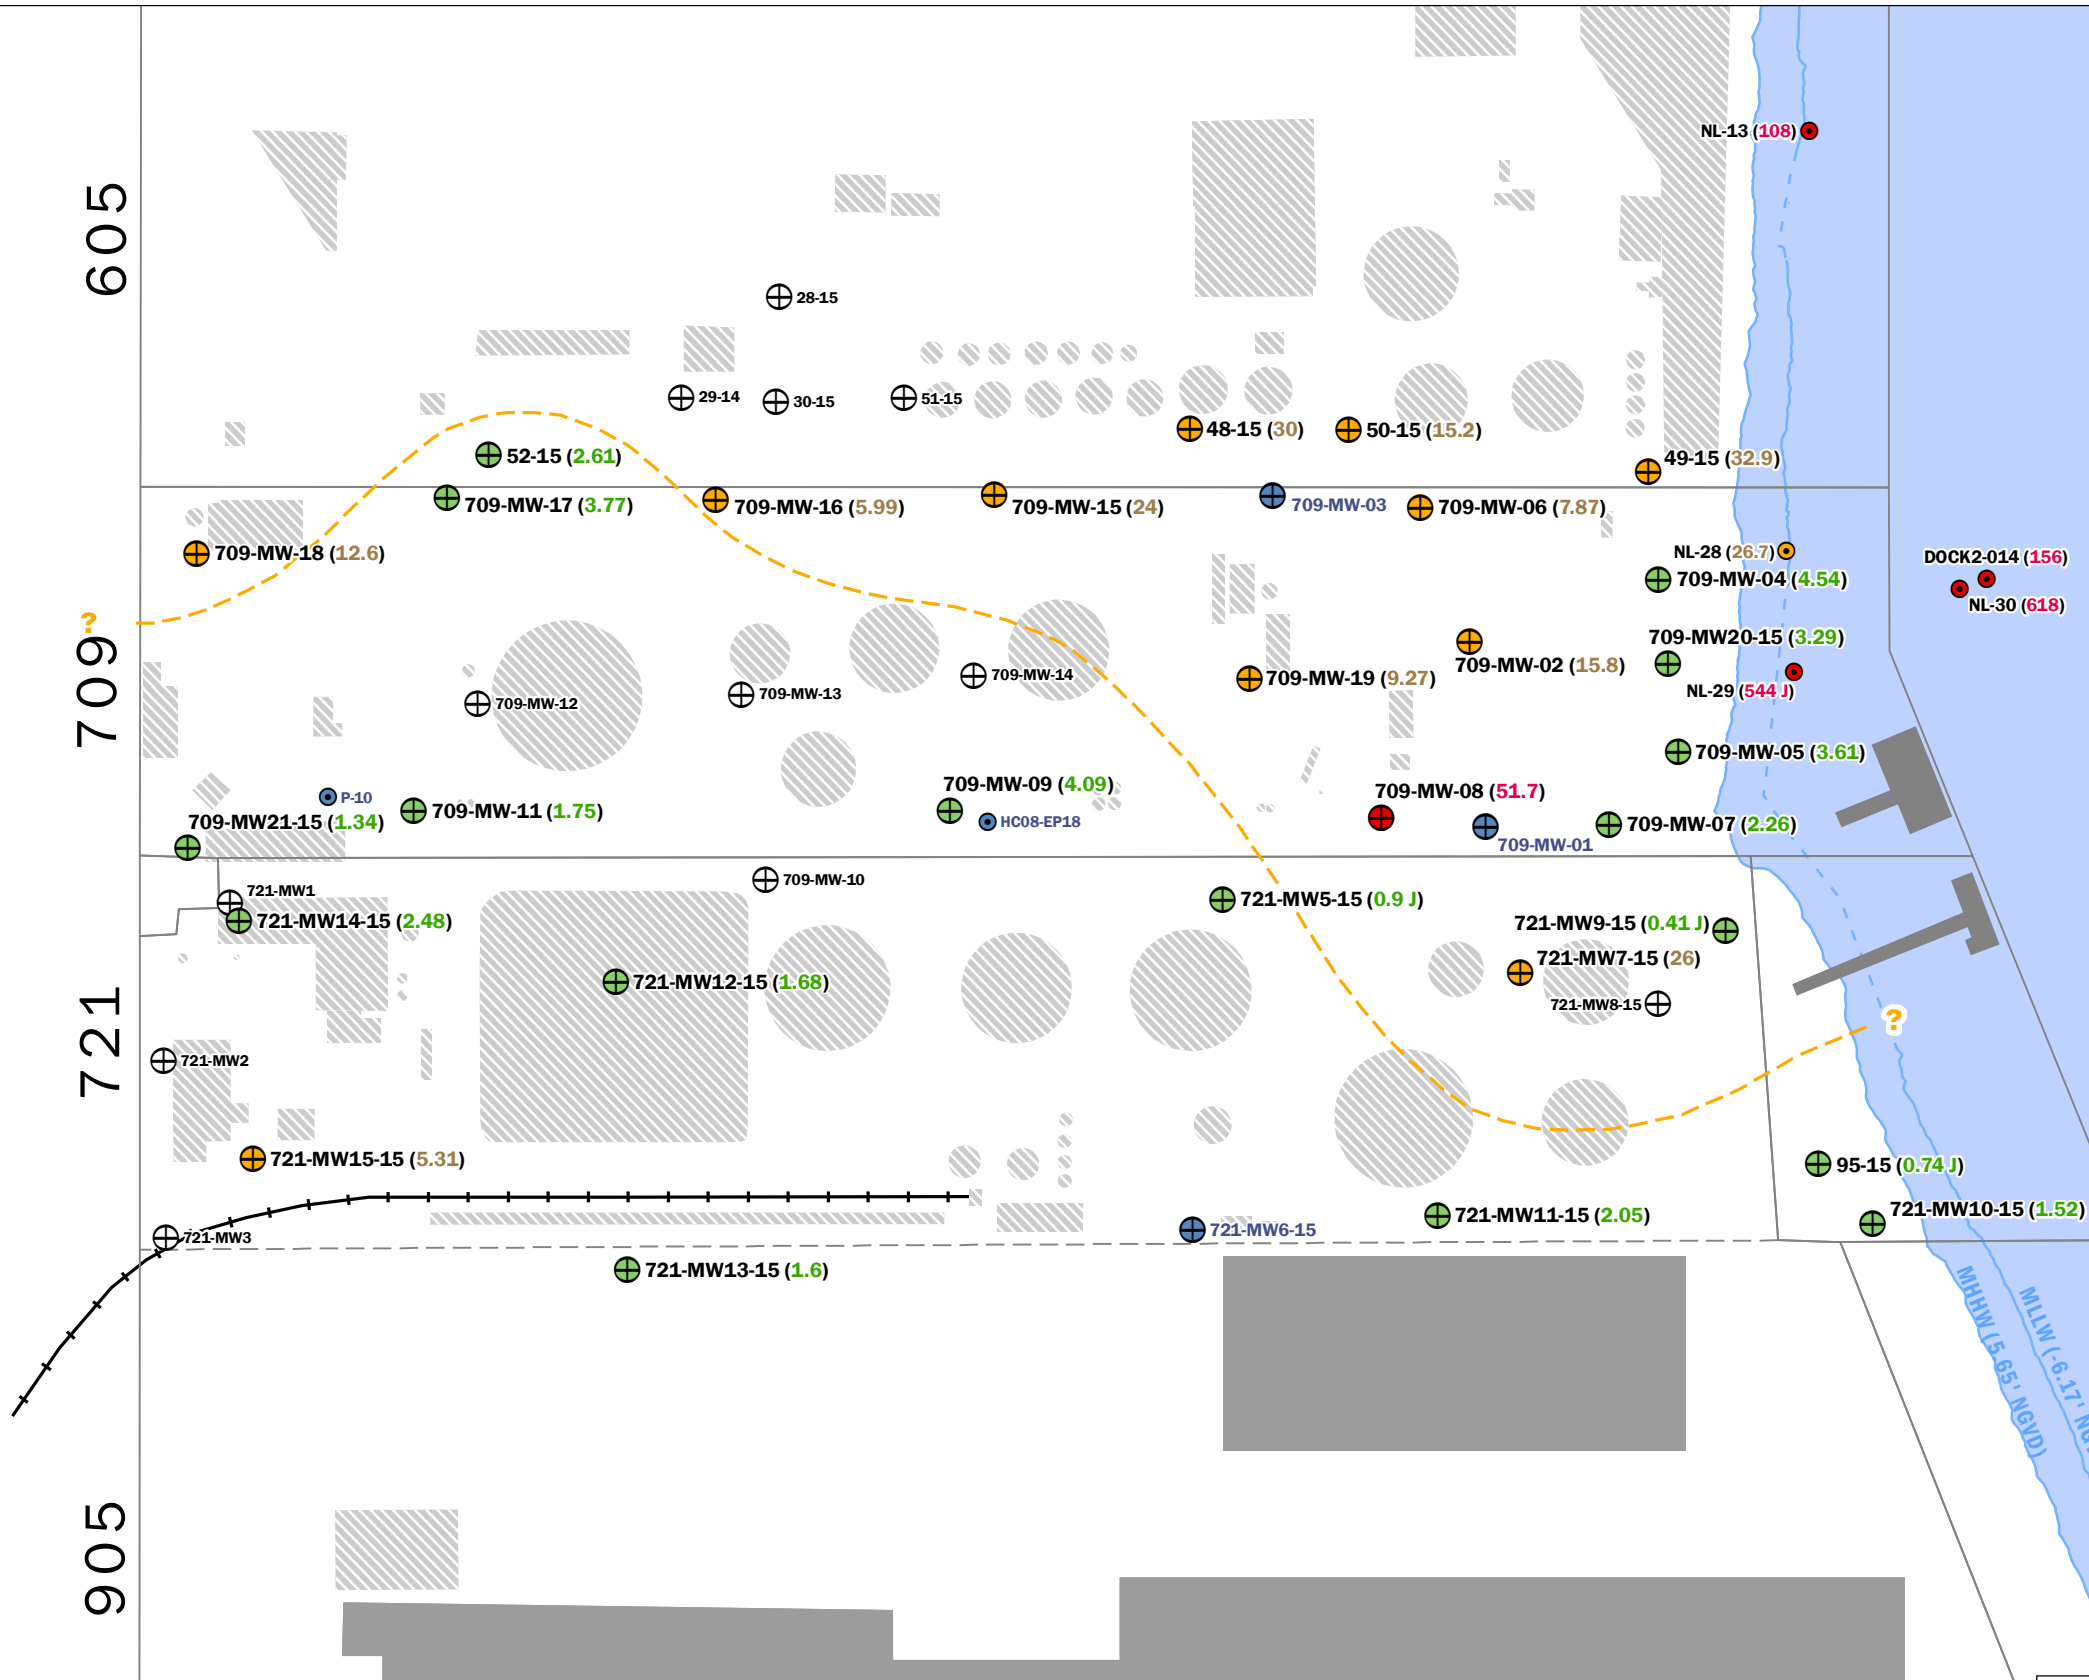 605
NL-13 (108)
28-15
29-14
30-15
51-15
48-15 (30)
50-15 (15.2)
49-15 (32.9)
52-15 (2.61)
709-MW-17 (3.77)
709-MW-16 (5.99)
709-MW-15 (24)
709-MW-03
709-MW-06 (7.87)
709-MW-18 (12.6)
NL-28 (26.7)
DOCK2-014 (156)
709-MW-04 (4.54)
NL-30 (618)
?
709
709-MW20-15 (3.29)
709-MW-02 (15.8)
709-MW-14
709-MW-19 (9.27)
NL-29 (544 J)
709-MW-13
709-MW-12
709-MW-05 (3.61)
709-MW-09 (4.09)
709-MW-08 (51.7)
P-10
709-MW-11 (1.75)
709-MW21-15 (1.34)
HC08-EP18
709-MW-07 (2.26)
709-MW-01
709-MW-10
721-MW1
721-MW5-15 (0.9 J)
721-MW14-15 (2.48)
721-MW9-15 (0.41 J)
721-MW7-15 (26)
721-MW12-15 (1.68)
721-MW8-15
?
721
721-MW2
721-MW15-15 (5.31)
95-15 (0.74 J)
721-MW10-15 (1.52)
721-MW11-15 (2.05)
721-MW6-15
721-MW3
721-MW13-15 (1.6)
MHHW (5.65' NGVD)
MLLW (-6.17'
905